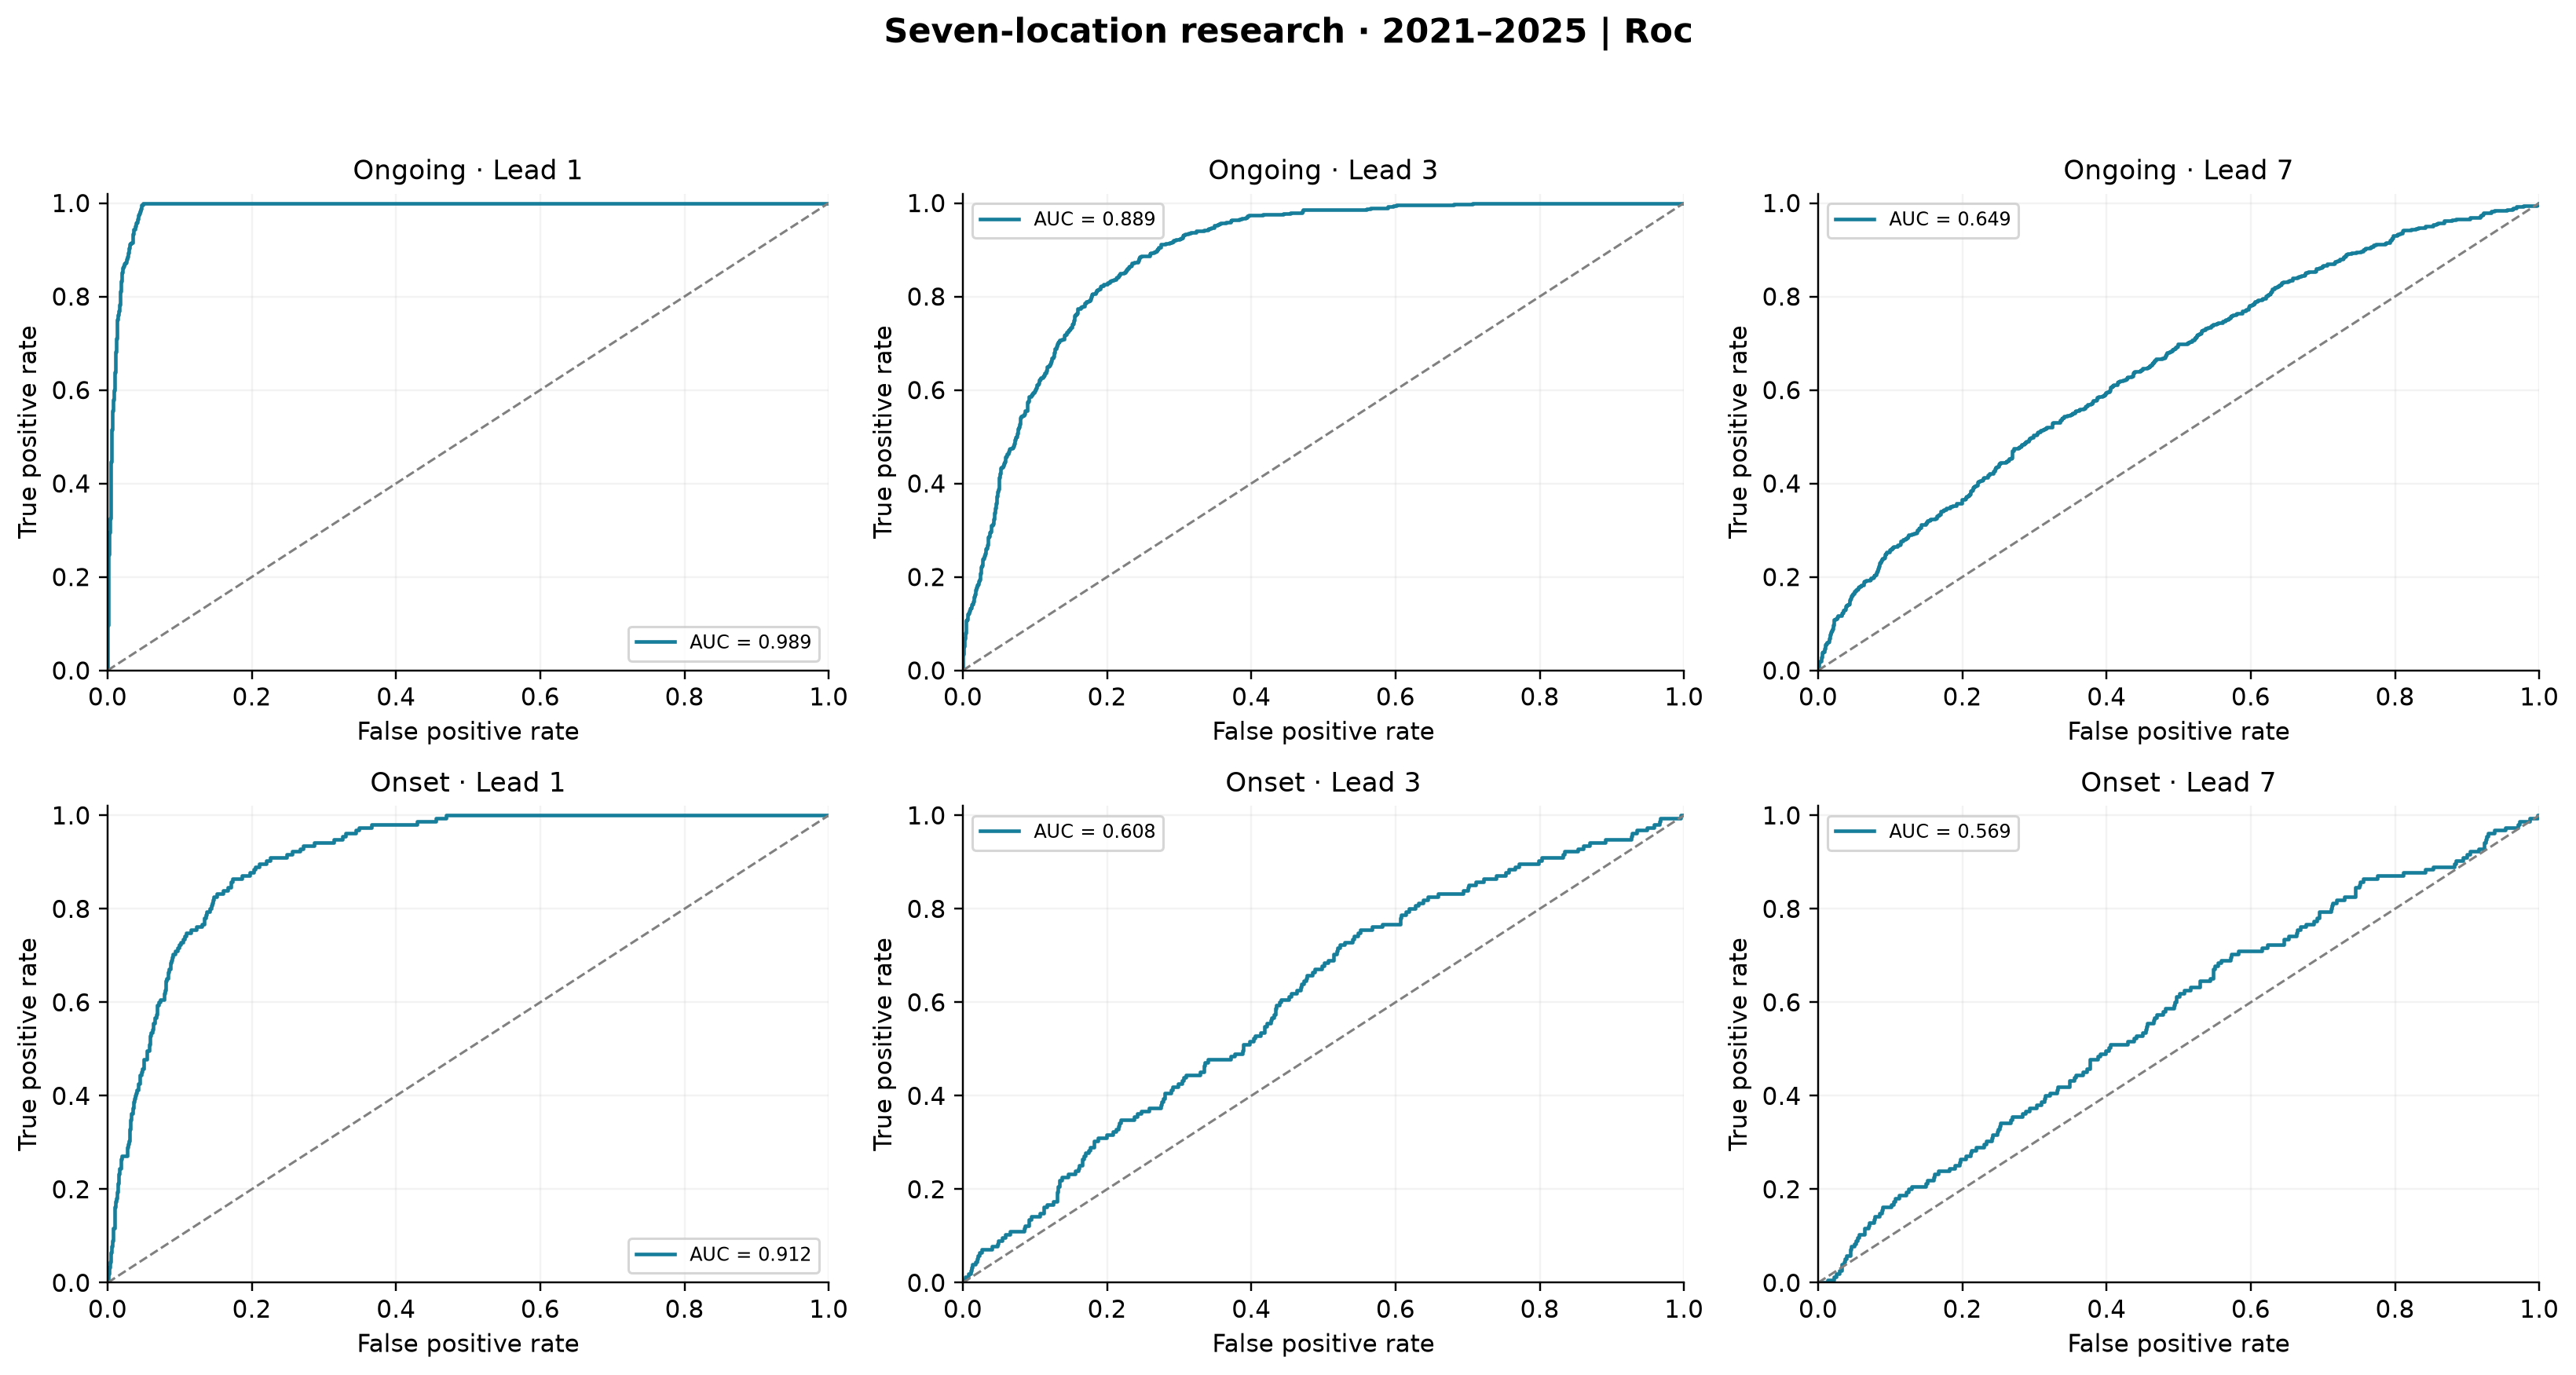 Seven-location research · 2021–2025 | Roc
Ongoing · Lead 1
True positive rate
1.0
0.8
0.6
0.4
0.2
0.0
AUC = 0.989
0.0 0.2 0.4 0.6 0.8 1.0
False positive rate
Ongoing · Lead 3
True positive rate
1.0
0.8
0.6
0.4
0.2
0.0
AUC = 0.889
0.0 0.2 0.4 0.6 0.8 1.0
False positive rate
Ongoing · Lead 7
True positive rate
1.0
0.8
0.6
0.4
0.2
0.0
AUC = 0.649
0.0 0.2 0.4 0.6 0.8 1.0
False positive rate
Onset · Lead 1
True positive rate
1.0
0.8
0.6
0.4
0.2
0.0
AUC = 0.912
0.0 0.2 0.4 0.6 0.8 1.0
False positive rate
Onset · Lead 3
True positive rate
1.0
0.8
0.6
0.4
0.2
0.0
AUC = 0.608
0.0 0.2 0.4 0.6 0.8 1.0
False positive rate
Onset · Lead 7
True positive rate
1.0
0.8
0.6
0.4
0.2
0.0
AUC = 0.569
0.0 0.2 0.4 0.6 0.8 1.0
False positive rate